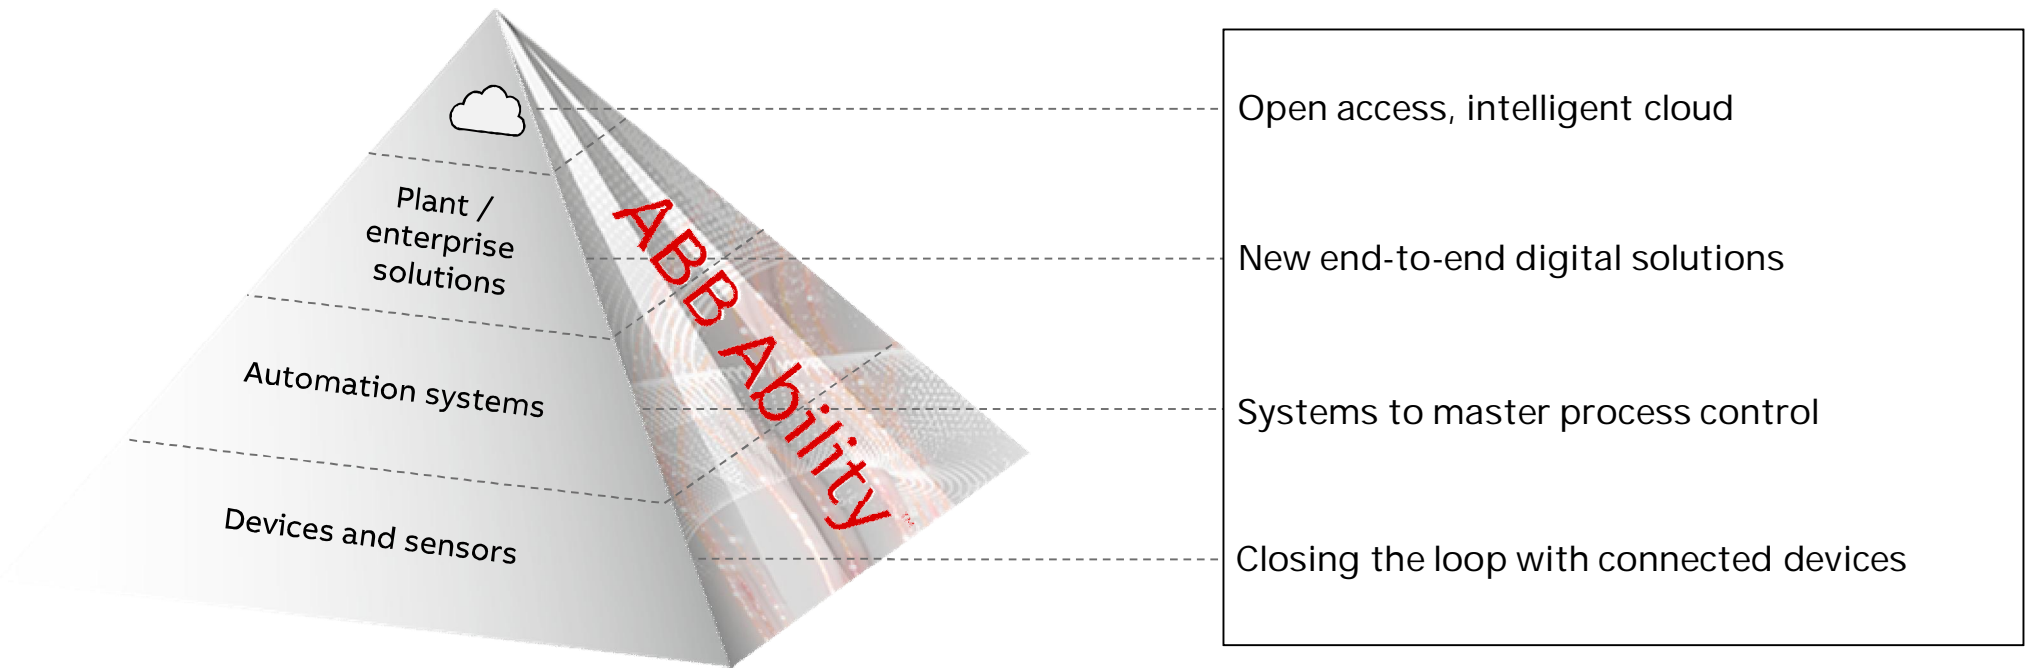 Plant /
enterprise
solutions
Automation systems
Devices and sensors
ABB Ability™
Open access, intelligent cloud
New end-to-end digital solutions
Systems to master process control
Closing the loop with connected devices